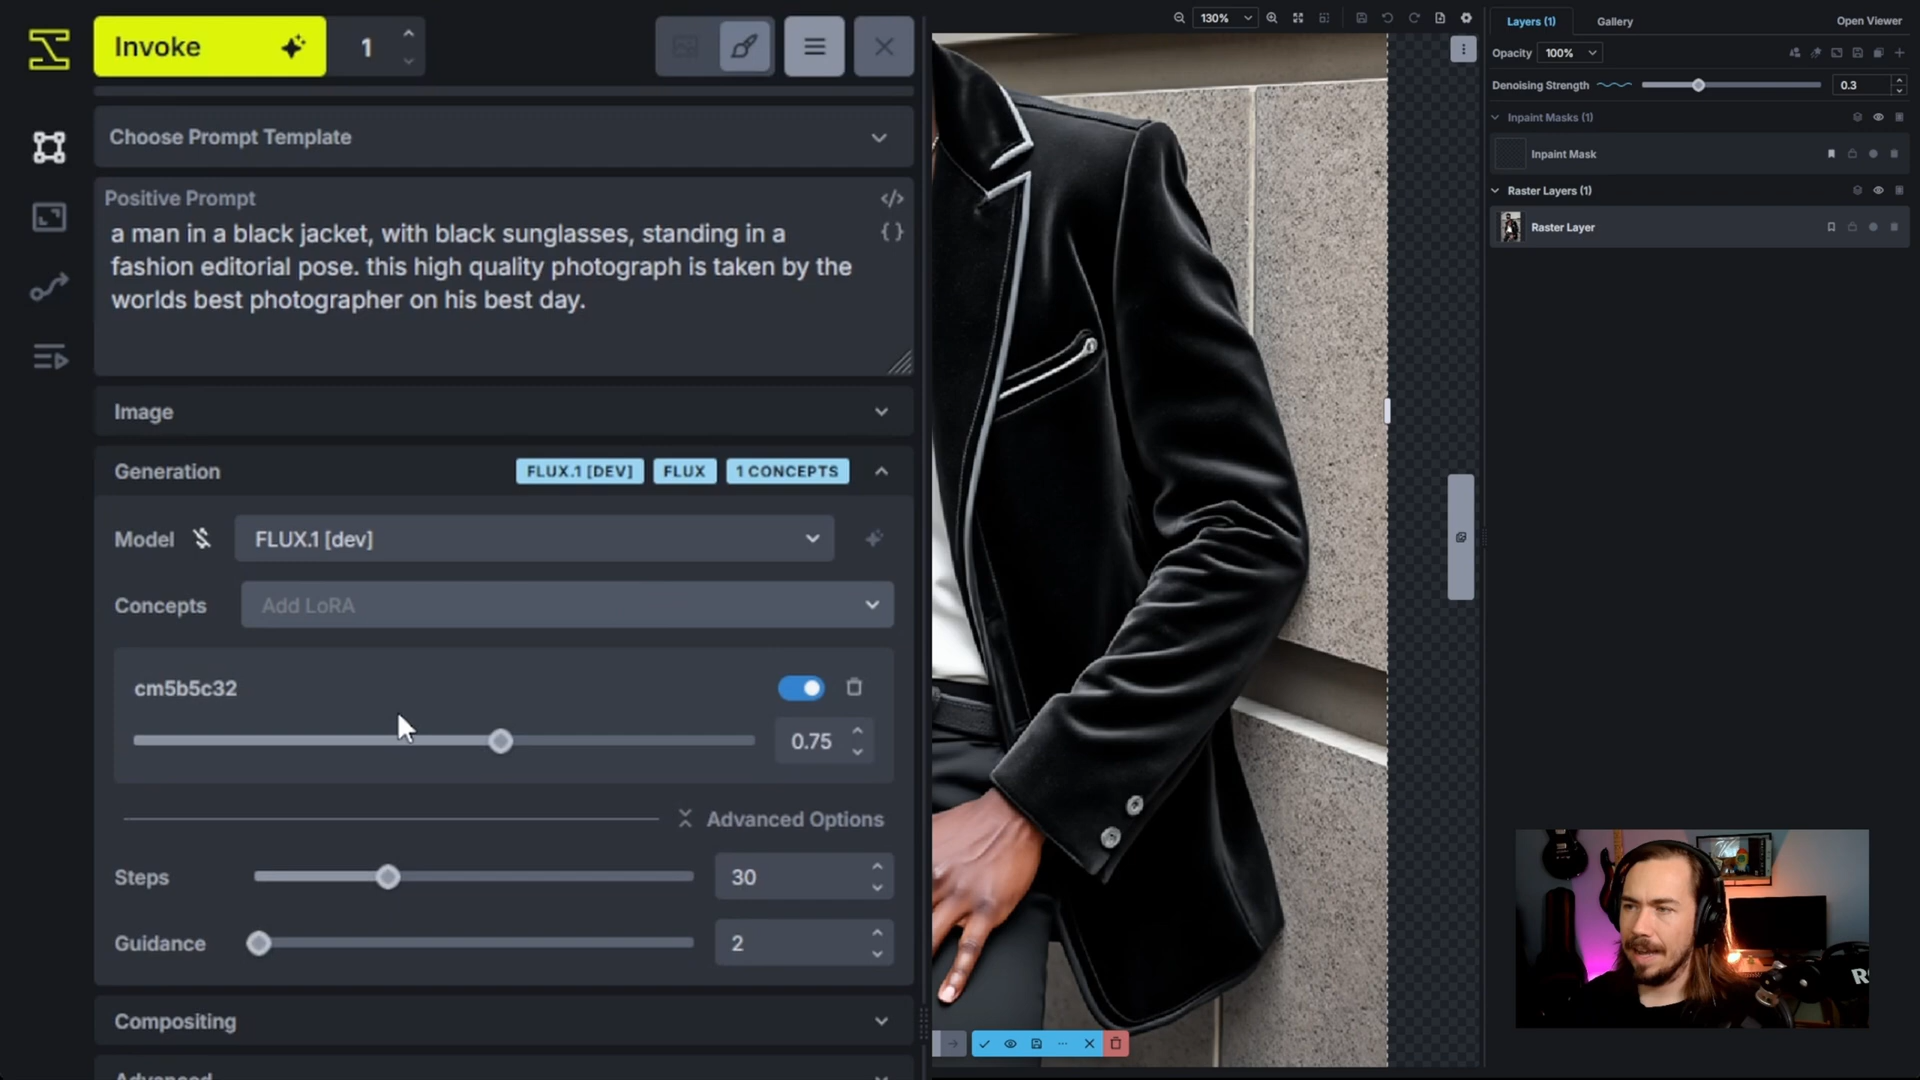 Invoke
1
Choose Prompt Template
Positive Prompt
</>
{}
a man in a black jacket, with black sunglasses, standing in a
fashion editorial pose. this high quality photograph is taken by the
worlds best photographer on his best day.
Image
Generation
FLUX.1 [DEV]
FLUX
1 CONCEPTS
Model
FLUX.1 [dev]
Concepts
Add LoRA
cm5b5c32
0.75
Advanced Options
Steps
30
Guidance
2
Compositing
Advanced
130%
Layers (1)
Gallery
Open Viewer
Opacity
100%
Denoising Strength
0.3
Inpaint Masks (1)
Inpaint Mask
Raster Layers (1)
Raster Layer